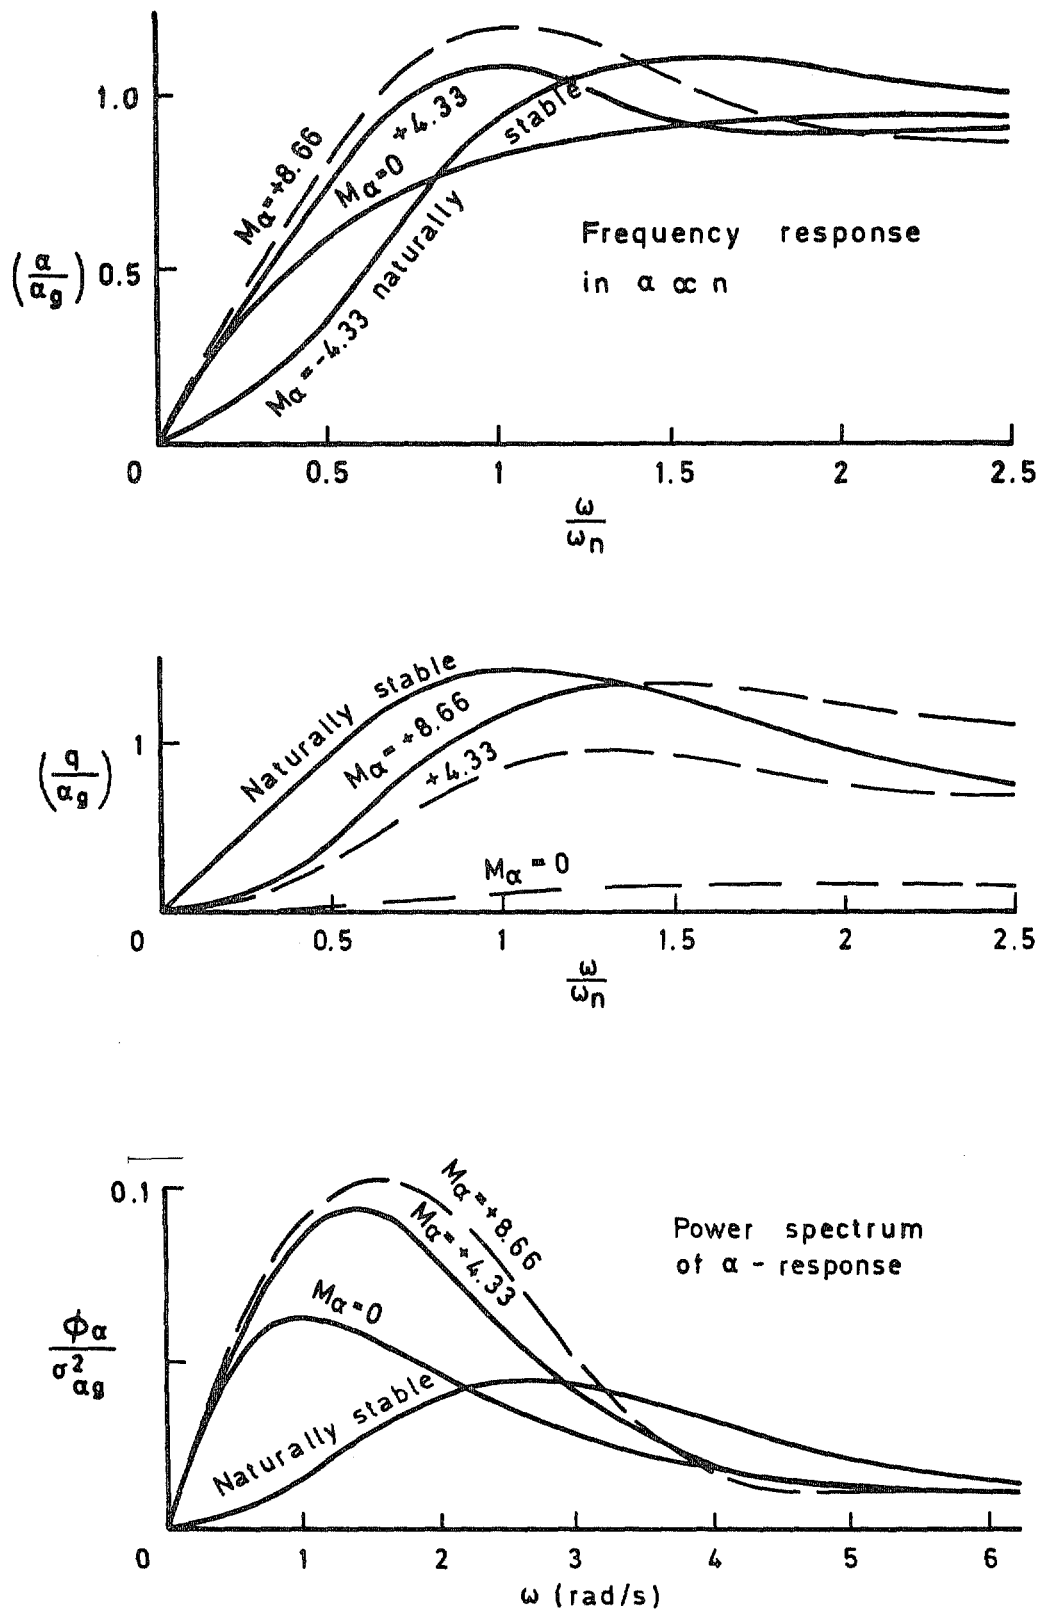 1.0
0.5
(α/αg)
Mα=+8.66
Mα=0
+4.33
Mα=-4.33 naturally stable
Frequency response
in α ∝ n
0 0.5 1 1.5 2 2.5
ω/ωn
1
(q/αg)
Naturally stable
Mα=+8.66
+4.33
Mα=0
0 0.5 1 1.5 2 2.5
ω/ωn
0.1
ϕα/σ²αg
Mα=+8.66
Mα=+4.33
Mα=0
Naturally stable
Power spectrum
of α - response
0 1 2 3 4 5 6
ω (rad/s)